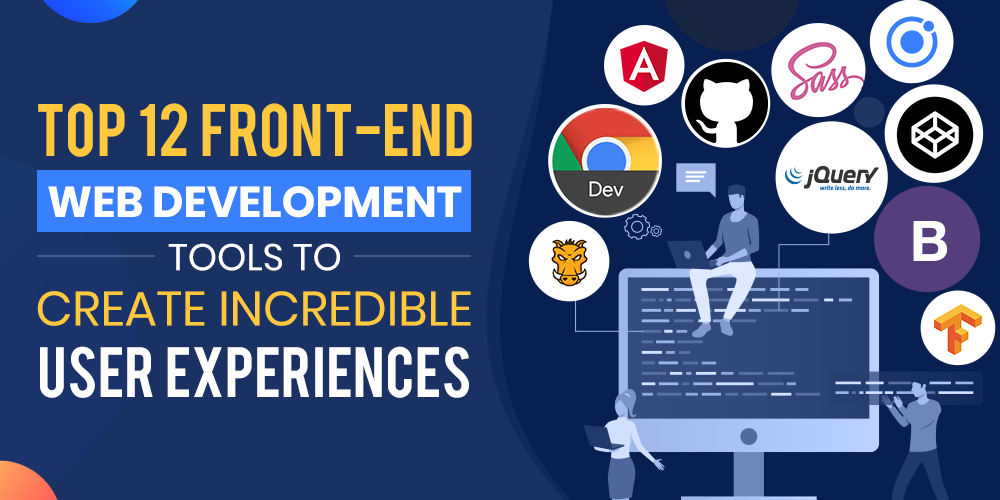 TOP 12 FRONT-END
WEB DEVELOPMENT
TOOLS TO
CREATE INCREDIBLE
USER EXPERIENCES
Sass
Dev
jQuery
write less, do more.
B